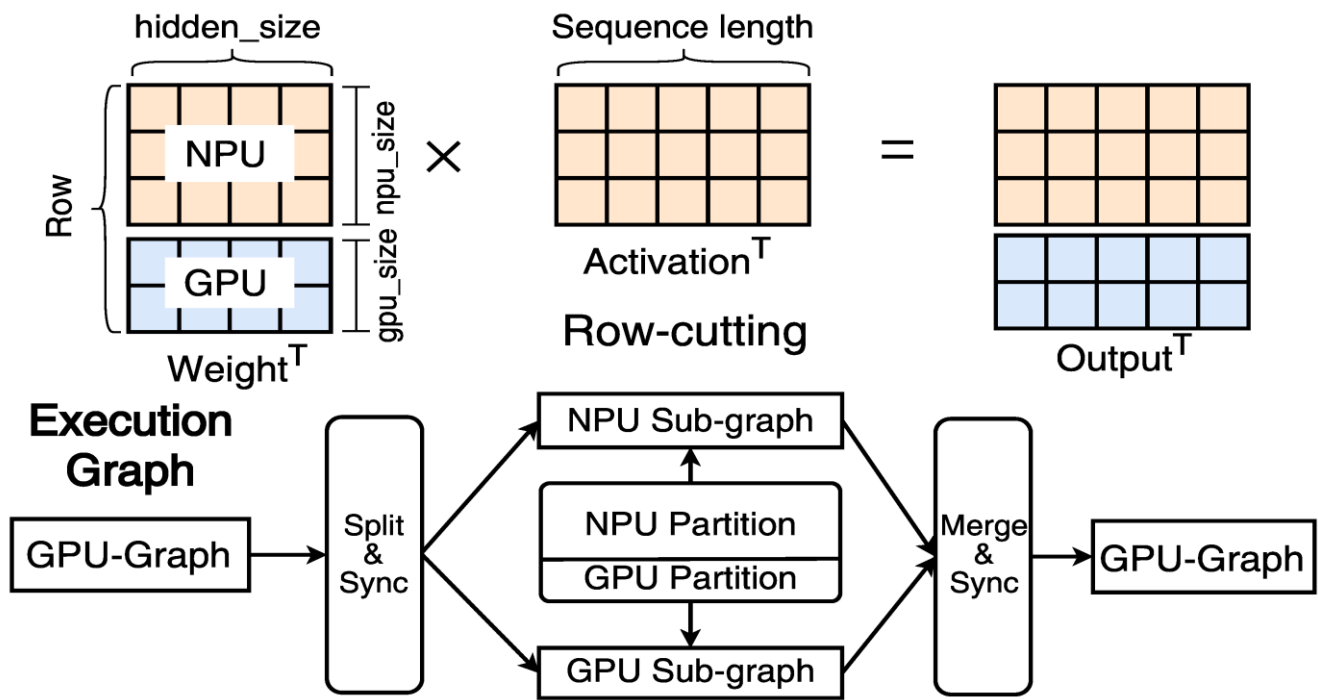 hidden_size
Sequence length
Row
NPU
npu_size
×
=
GPU
gpu_size
Weight^T
Activation^T
Output^T
Row-cutting
Execution
Graph
GPU-Graph
Split
&
Sync
NPU Sub-graph
NPU Partition
GPU Partition
GPU Sub-graph
Merge
&
Sync
GPU-Graph